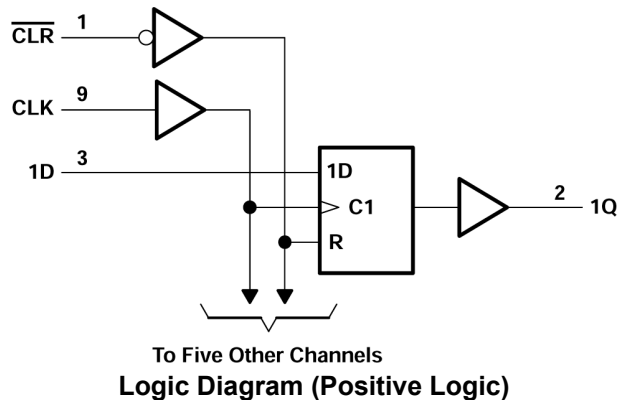 CLR 1
CLK 9
1D 3
1D
C1
R
2 1Q
To Five Other Channels
Logic Diagram (Positive Logic)